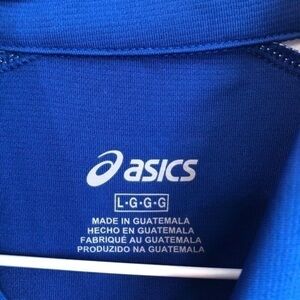 asics
L·G·G·G
MADE IN GUATEMALA
HECHO EN GUATEMALA
FABRIQUÉ AU GUATEMALA
PRODUZIDO NA GUATEMALA